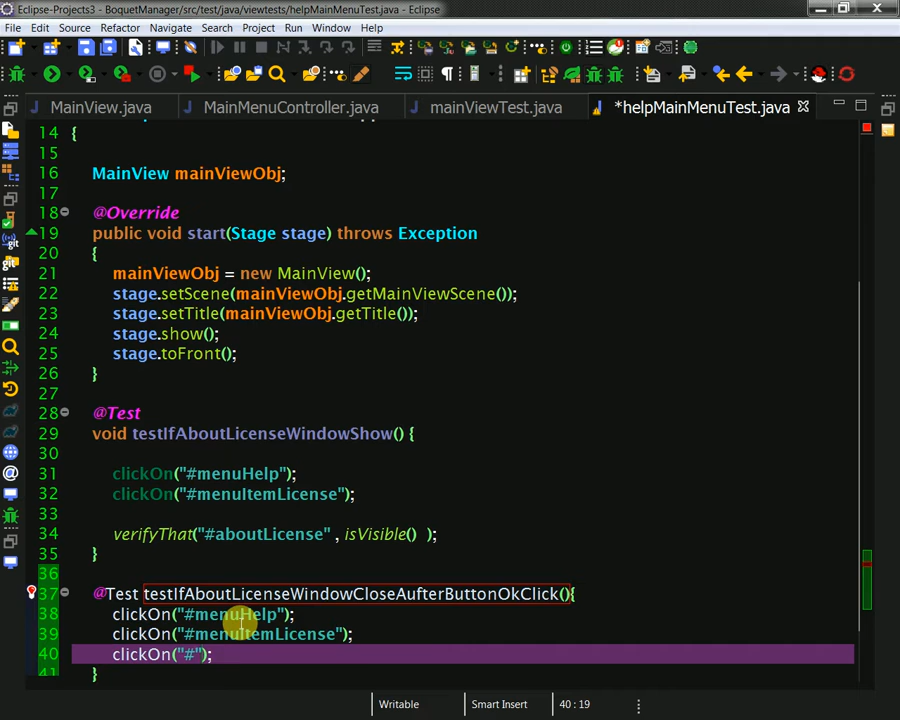 Eclipse-Projects3 - BoquetManager/src/test/java/viewtests/helpMainMenuTest.java - Eclipse
File Edit Source Refactor Navigate Search Project Run Window Help
MainView.java MainMenuController.java mainViewTest.java *helpMainMenuTest.java
14 {
15
16 MainView mainViewObj;
17
18 @Override
19 public void start(Stage stage) throws Exception
20 {
21 mainViewObj = new MainView();
22 stage.setScene(mainViewObj.getMainViewScene());
23 stage.setTitle(mainViewObj.getTitle());
24 stage.show();
25 stage.toFront();
26 }
27
28 @Test
29 void testIfAboutLicenseWindowShow() {
30
31 clickOn("#menuHelp");
32 clickOn("#menuItemLicense");
33
34 verifyThat("#aboutLicense" , isVisible() );
35 }
36
37 @Test testIfAboutLicenseWindowCloseAufterButtonOkClick(){
38 clickOn("#menuHelp");
39 clickOn("#menuItemLicense");
40 clickOn("#");
41 }
Writable Smart Insert 40 : 19